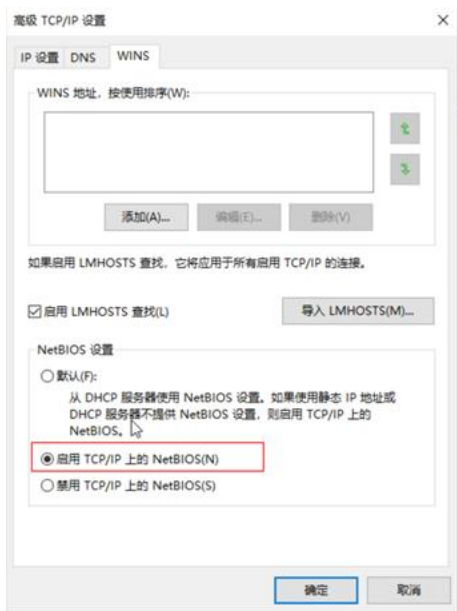 高级 TCP/IP 设置
IP 设置 DNS WINS
WINS 地址，按使用排序(W):
添加(A)... 编辑(E)... 删除(V)
如果启用 LMHOSTS 查找，它将应用于所有启用 TCP/IP 的连接。
启用 LMHOSTS 查找(L) 导入 LMHOSTS(M)...
NetBIOS 设置
默认(F):
从 DHCP 服务器使用 NetBIOS 设置。如果使用静态 IP 地址或
DHCP 服务器不提供 NetBIOS 设置，则启用 TCP/IP 上的
NetBIOS。
启用 TCP/IP 上的 NetBIOS(N)
禁用 TCP/IP 上的 NetBIOS(S)
确定 取消